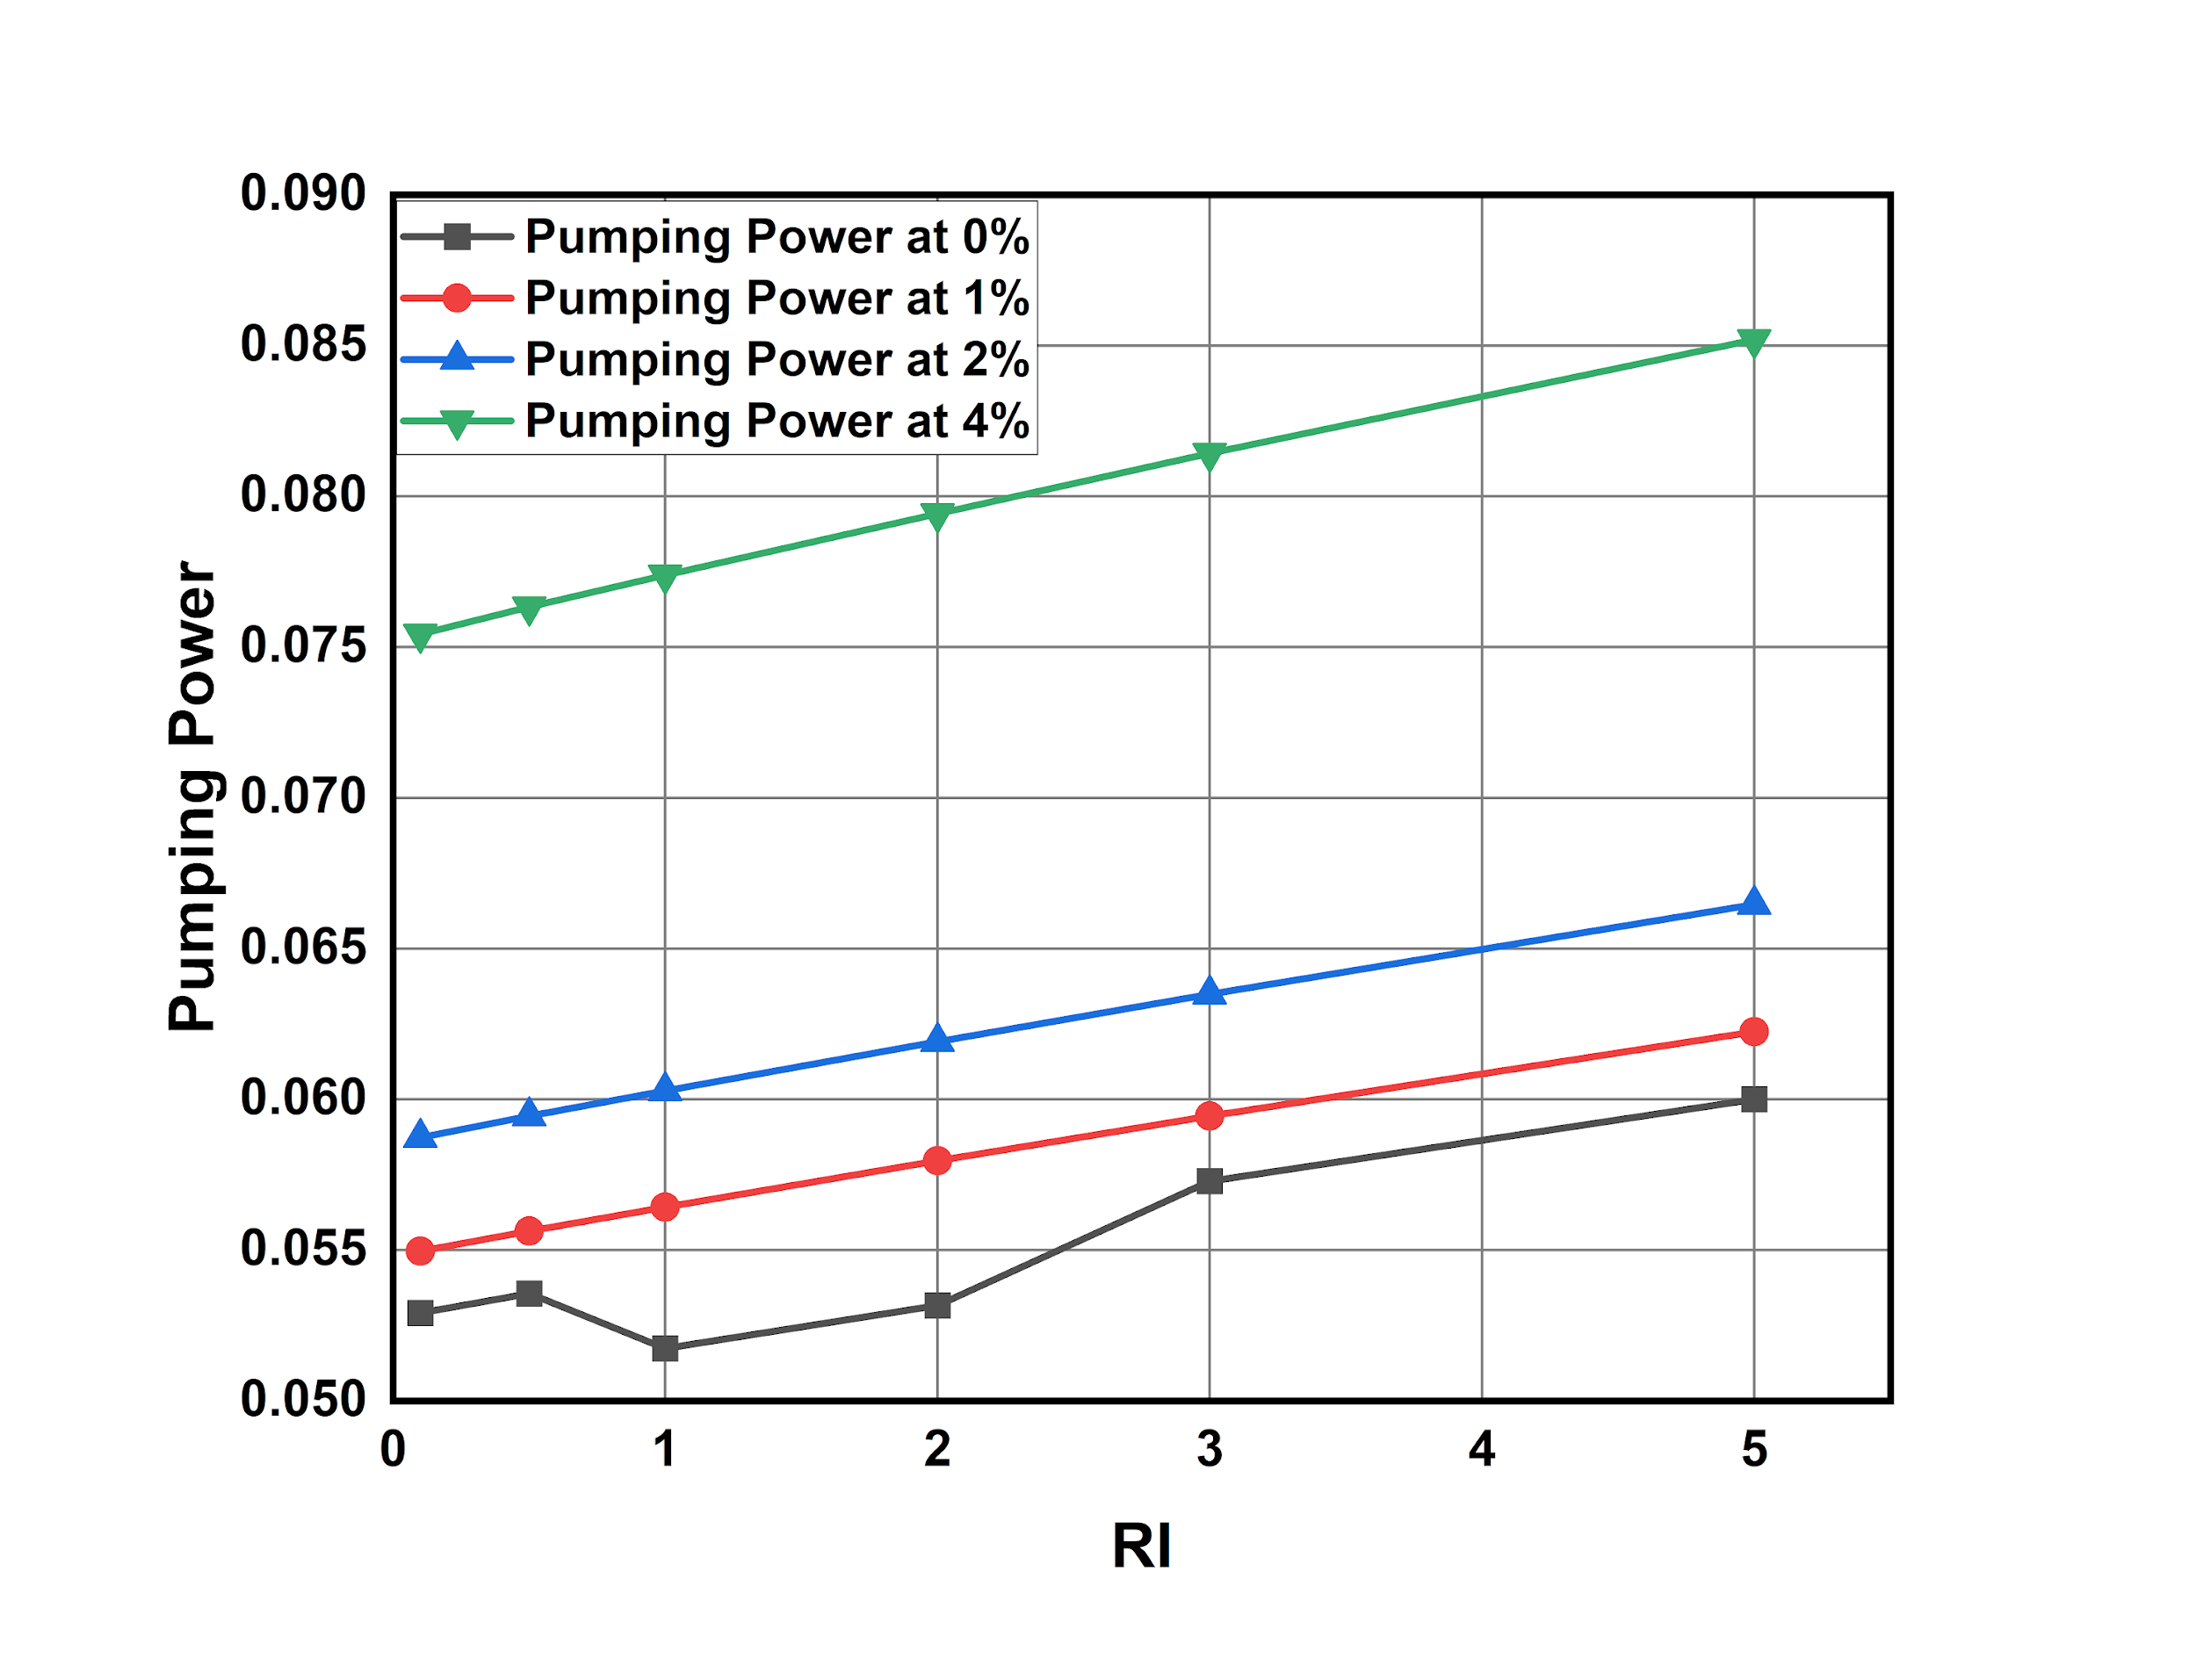 0.090
0.085
0.080
0.075
0.070
0.065
0.060
0.055
0.050
Pumping Power
Pumping Power at 0%
Pumping Power at 1%
Pumping Power at 2%
Pumping Power at 4%
0 1 2 3 4 5
RI